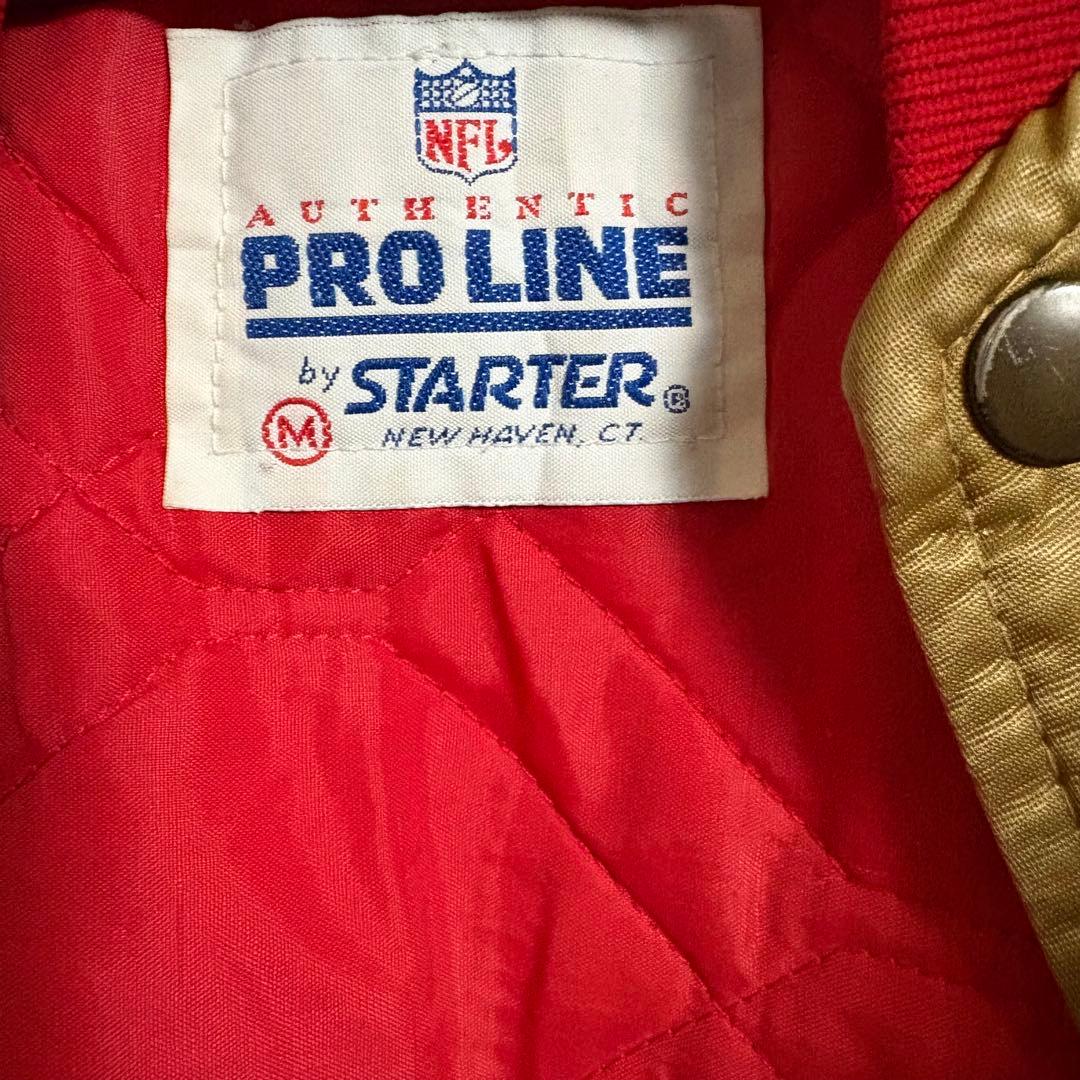 NFL
AUTHENTIC
PRO LINE
by STARTER®
M NEW HAVEN, CT